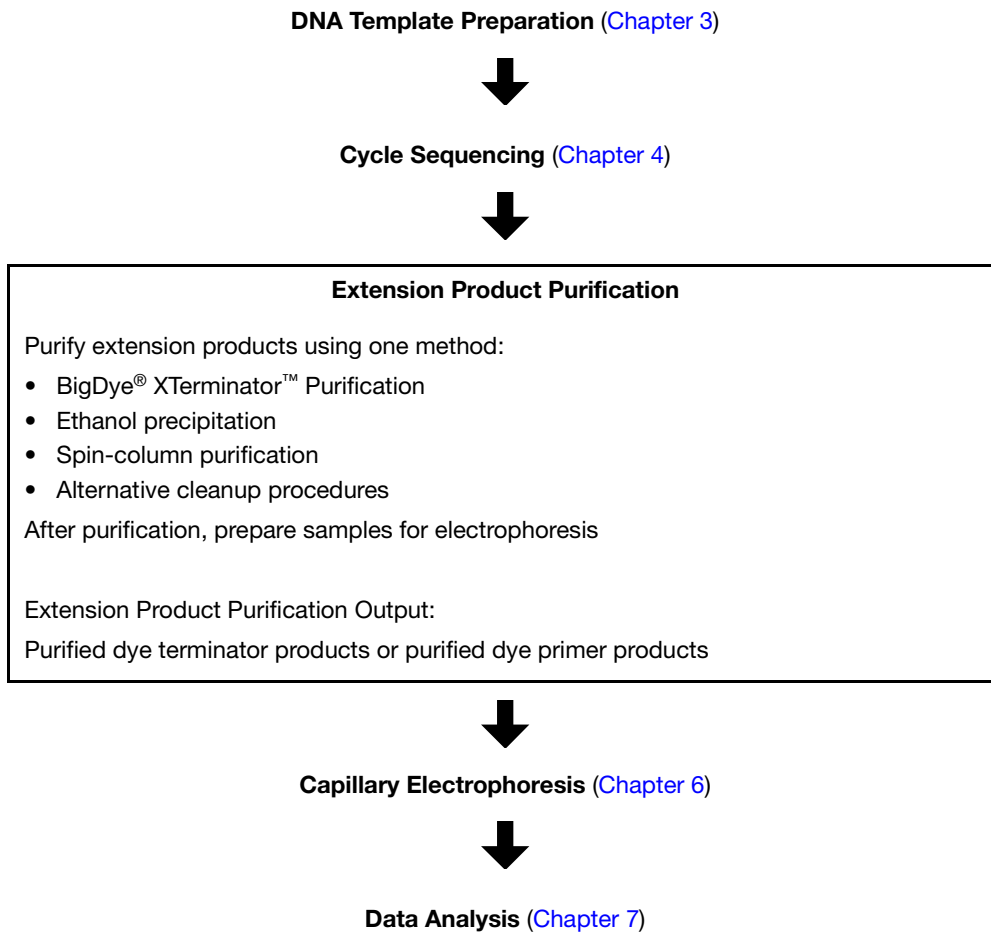 DNA Template Preparation (Chapter 3)
Cycle Sequencing (Chapter 4)
Extension Product Purification
Purify extension products using one method:
• BigDye® XTerminator™ Purification
• Ethanol precipitation
• Spin-column purification
• Alternative cleanup procedures
After purification, prepare samples for electrophoresis
Extension Product Purification Output:
Purified dye terminator products or purified dye primer products
Capillary Electrophoresis (Chapter 6)
Data Analysis (Chapter 7)